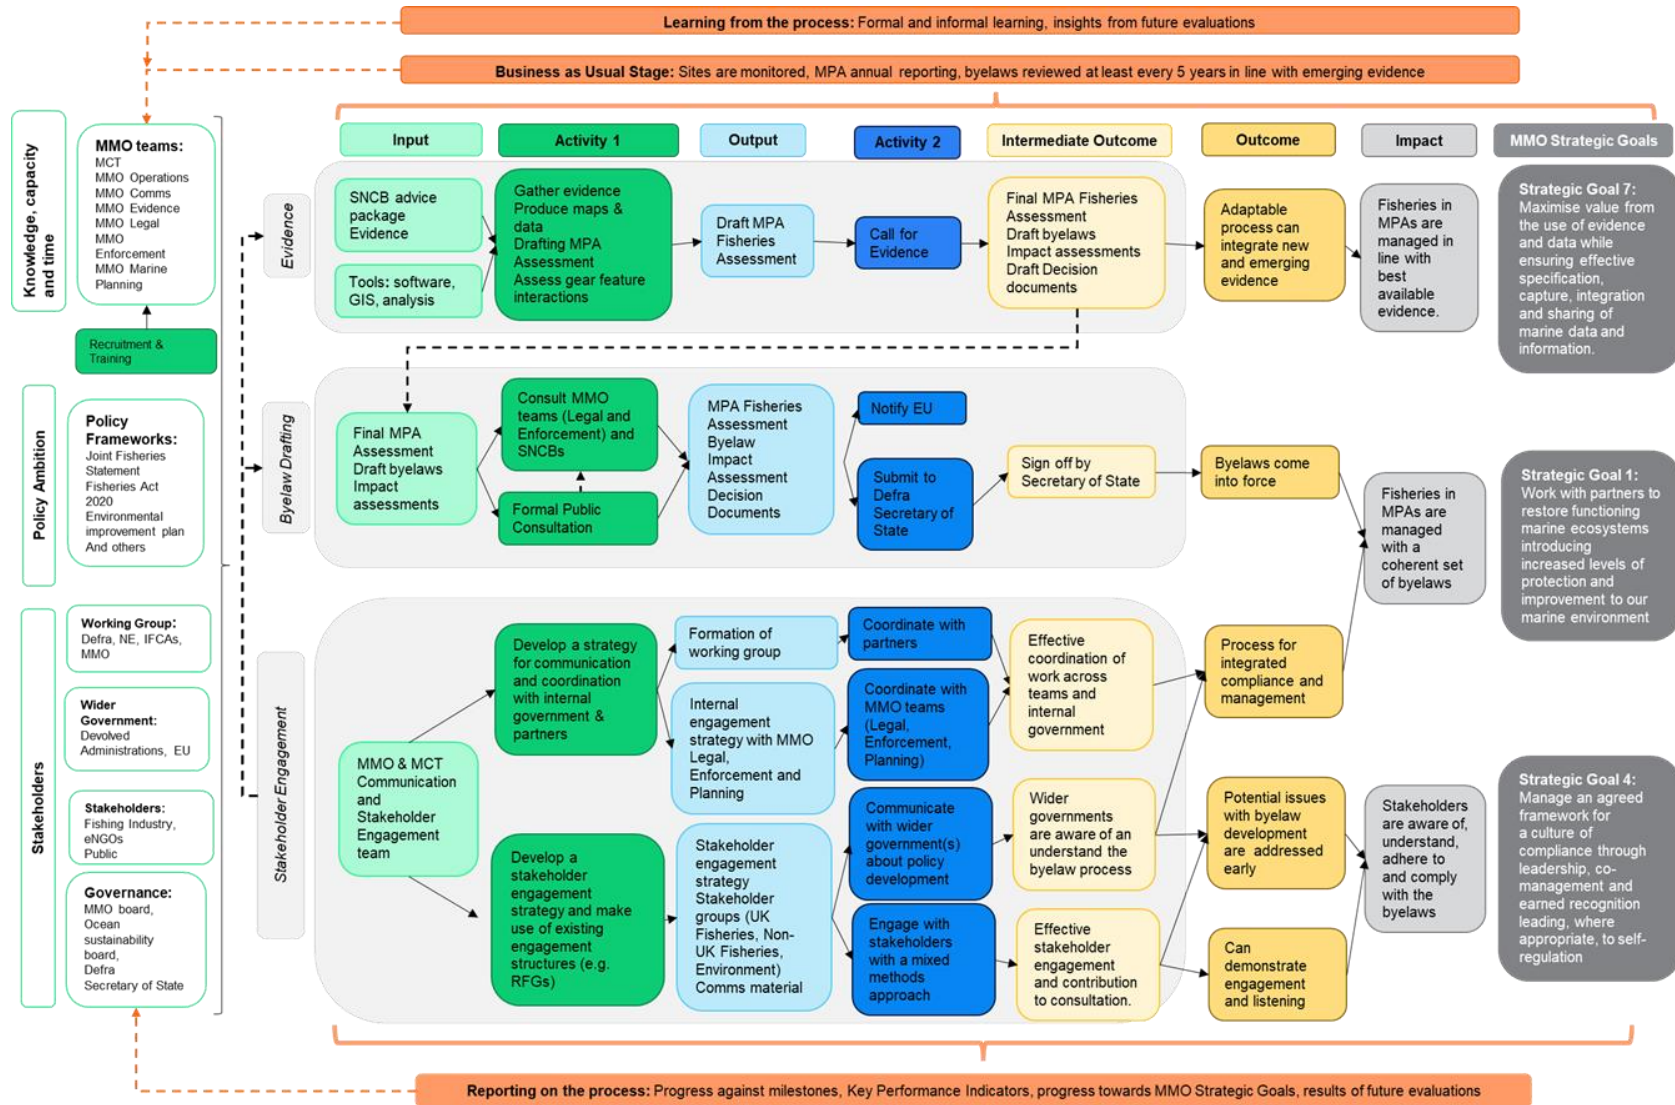 Learning from the process: Formal and informal learning, insights from future evaluations
Business as Usual Stage: Sites are monitored, MPA annual reporting, byelaws reviewed at least every 5 years in line with emerging evidence
Knowledge, capacity
and time
MMO teams:
MCT
MMO Operations
MMO Comms
MMO Evidence
MMO Legal
MMO
Enforcement
MMO Marine
Planning
Recruitment &
Training
Policy Ambition
Policy
Frameworks:
Joint Fisheries
Statement
Fisheries Act
2020
Environmental
improvement plan
And others
Stakeholders
Working Group:
Defra, NE, IFCAs,
MMO
Wider
Government:
Devolved
Administrations, EU
Stakeholders:
Fishing Industry,
eNGOs
Public
Governance:
MMO board,
Ocean
sustainability
board,
Defra
Secretary of State
Input
Activity 1
Output
Activity 2
Intermediate Outcome
Outcome
Impact
MMO Strategic Goals
Evidence
SNCB advice
package
Evidence
Tools: software,
GIS, analysis
Gather evidence
Produce maps &
data
Drafting MPA
Assessment
Assess gear feature
interactions
Draft MPA
Fisheries
Assessment
Call for
Evidence
Final MPA Fisheries
Assessment
Draft byelaws
Impact assessments
Draft Decision
documents
Adaptable
process can
integrate new
and emerging
evidence
Fisheries in
MPAs are
managed in
line with
best
available
evidence.
Strategic Goal 7:
Maximise value from
the use of evidence
and data while
ensuring effective
specification,
capture, integration
and sharing of
marine data and
information.
Byelaw Drafting
Final MPA
Assessment
Draft byelaws
Impact
assessments
Consult MMO
teams (Legal and
Enforcement) and
SNCBs
Formal Public
Consultation
MPA Fisheries
Assessment
Byelaw
Impact
Assessment
Decision
Documents
Notify EU
Submit to
Defra
Secretary of
State
Sign off by
Secretary of State
Byelaws come
into force
Fisheries in
MPAs are
managed
with a
coherent set
of byelaws
Strategic Goal 1:
Work with partners to
restore functioning
marine ecosystems
introducing
increased levels of
protection and
improvement to our
marine environment
Stakeholder Engagement
MMO & MCT
Communication
and
Stakeholder
Engagement
team
Develop a strategy
for communication
and coordination
with internal
government &
partners
Develop a
stakeholder
engagement
strategy and make
use of existing
engagement
structures (e.g.
RFGs)
Formation of
working group
Internal
engagement
strategy with MMO
Legal,
Enforcement and
Planning
Stakeholder
engagement
strategy
Stakeholder
groups (UK
Fisheries, Non-
UK Fisheries,
Environment)
Comms material
Coordinate with
partners
Coordinate with
MMO teams
(Legal,
Enforcement,
Planning)
Communicate
with wider
government(s)
about policy
development
Engage with
stakeholders
with a mixed
methods
approach
Effective
coordination of
work across
teams and
internal
government
Wider
governments
are aware of an
understand the
byelaw process
Effective
stakeholder
engagement
and contribution
to consultation.
Process for
integrated
compliance and
management
Potential issues
with byelaw
development
are addressed
early
Can
demonstrate
engagement
and listening
Stakeholders
are aware of,
understand,
adhere to
and comply
with the
byelaws
Strategic Goal 4:
Manage an agreed
framework for
a culture of
compliance through
leadership, co-
management and
earned recognition
leading, where
appropriate, to self-
regulation
Reporting on the process: Progress against milestones, Key Performance Indicators, progress towards MMO Strategic Goals, results of future evaluations